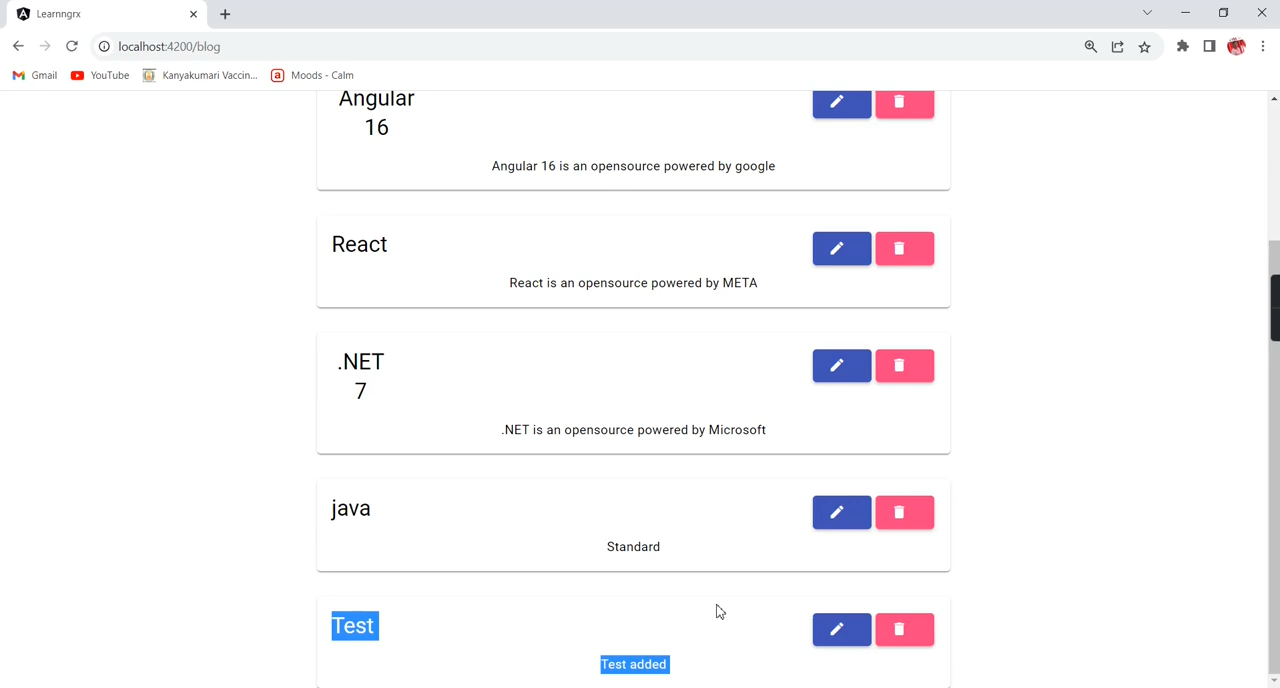 Learnngrx
localhost:4200/blog
Gmail YouTube Kanyakumari Vaccin... Moods - Calm
Angular
16
Angular 16 is an opensource powered by google
React
React is an opensource powered by META
.NET
7
.NET is an opensource powered by Microsoft
java
Standard
Test
Test added